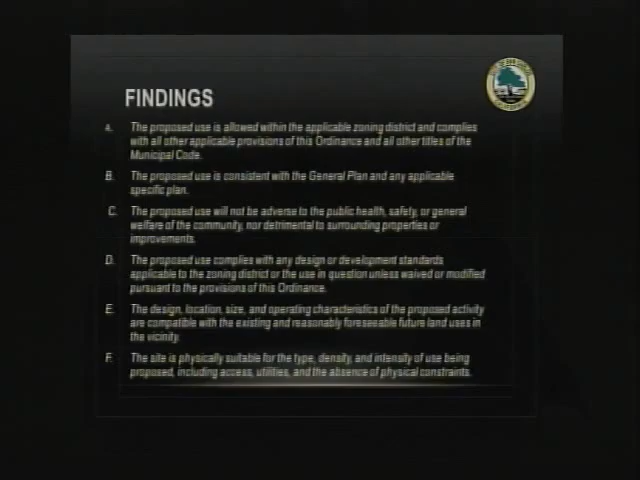 FINDINGS
A. The proposed use is allowed within the applicable zoning district and complies
with all other applicable provisions of this Ordinance and all other titles of the
Municipal Code.
B. The proposed use is consistent with the General Plan and any applicable
specific plan.
C. The proposed use will not be adverse to the public health, safety, or general
welfare of the community, nor detrimental to surrounding properties or
improvements.
D. The proposed use complies with any design or development standards
applicable to the zoning district or the use in question unless waived or modified
pursuant to the provisions of this Ordinance.
E. The design, location, size, and operating characteristics of the proposed activity
are compatible with the existing and reasonably foreseeable future land uses in
the vicinity.
F. The site is physically suitable for the type, density, and intensity of use being
proposed, including access, utilities, and the absence of physical constraints.